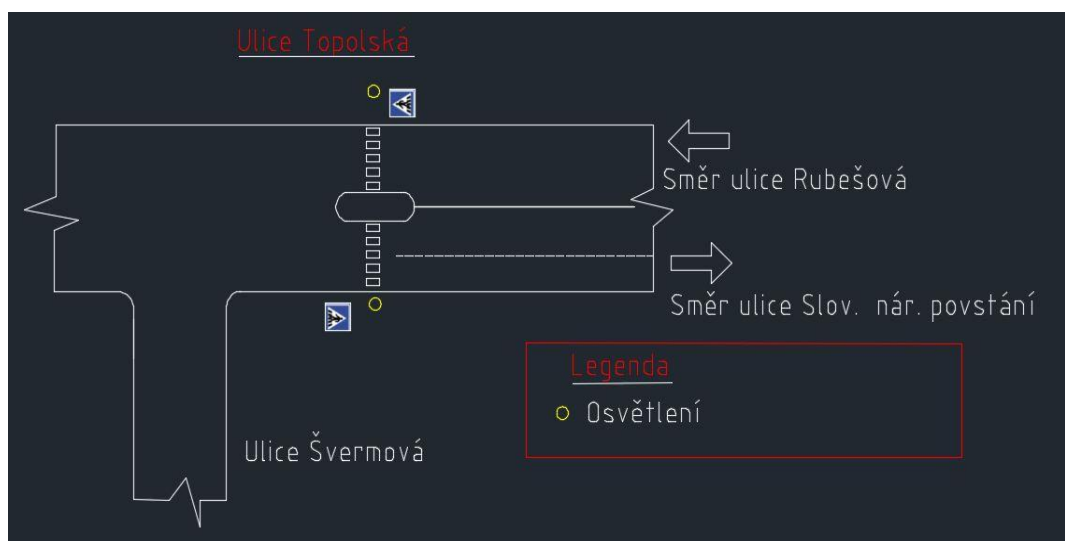 Ulice Topolská
Směr ulice Rubešová
Směr ulice Slov. nár. povstání
Legenda
Osvětlení
Ulice Švermová